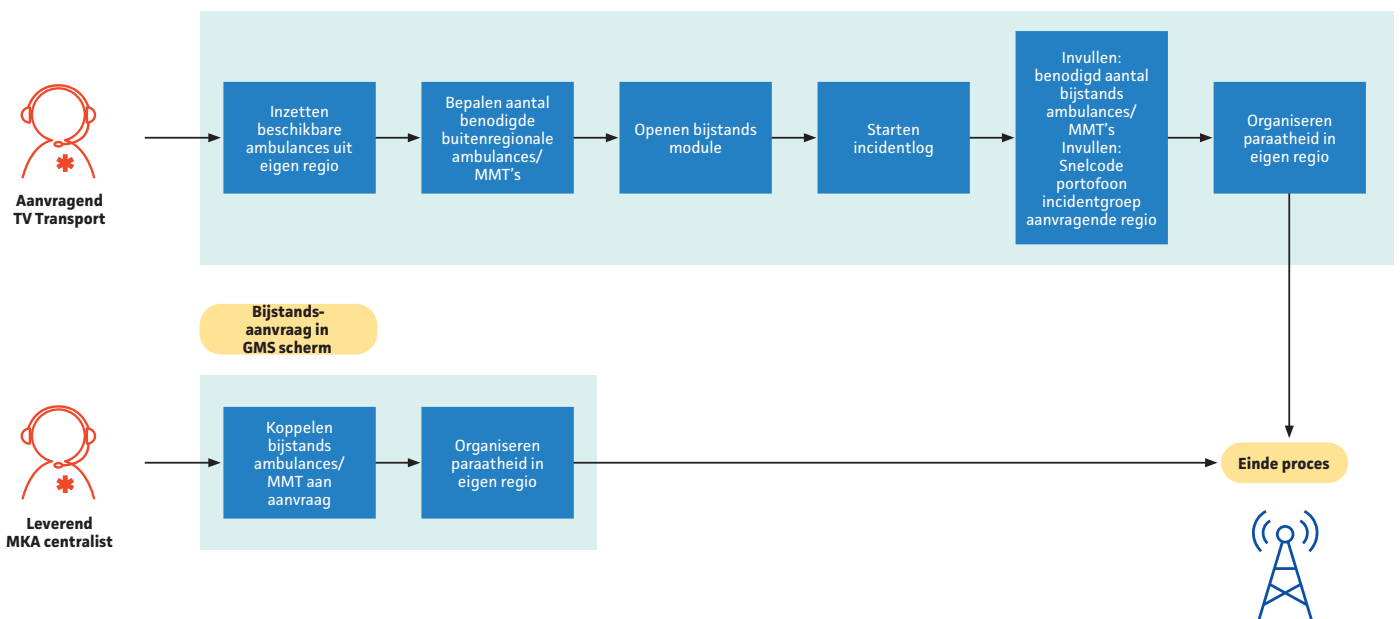 Aanvragend
TV Transport
Inzetten
beschikbare
ambulances uit
eigen regio
Bepalen aantal
benodigde
buitenregionale
ambulances/
MMT's
Openen bijstands
module
Starten
incidentlog
Invullen:
benodigd aantal
bijstands
ambulances/
MMT's
Invullen:
Snelcode
portofoon
incidentgroep
aanvragende regio
Organiseren
paraatheid in
eigen regio
Bijstands-
aanvraag in
GMS scherm
Leverend
MKA centralist
Koppelen
bijstands
ambulances/
MMT aan
aanvraag
Organiseren
paraatheid in
eigen regio
Einde proces